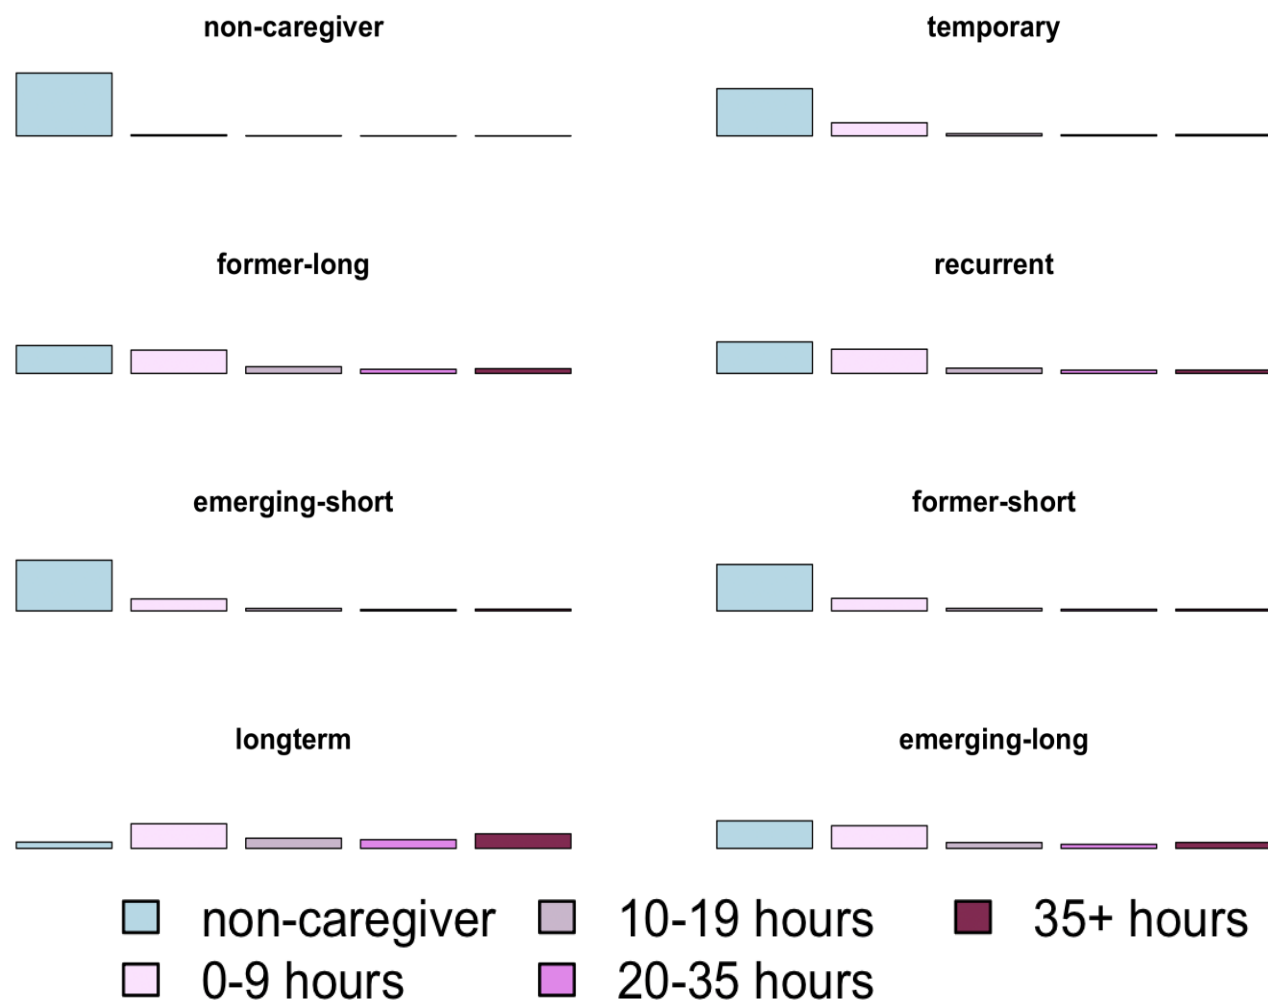 non-caregiver
temporary
former-long
recurrent
emerging-short
former-short
longterm
emerging-long
non-caregiver
10-19 hours
35+ hours
0-9 hours
20-35 hours